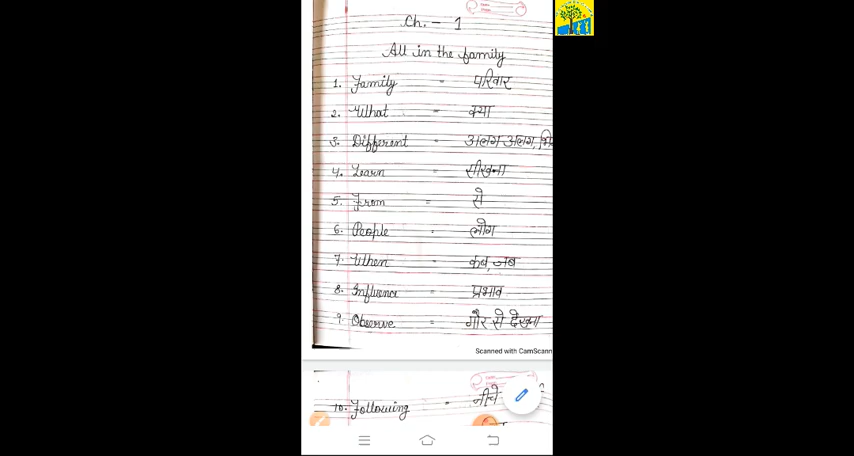 Ch. - 1
All in the family
1. Family - परिवार
2. What - क्या
3. Different - अलग अलग,
4. Learn = सीखना
5. From = से
6. People - लोग
7. When - कब, जब
8. Influence = प्रभाव
9. Observe = गौर से देखना
Scanned with CamScann
10. Following - नीचे